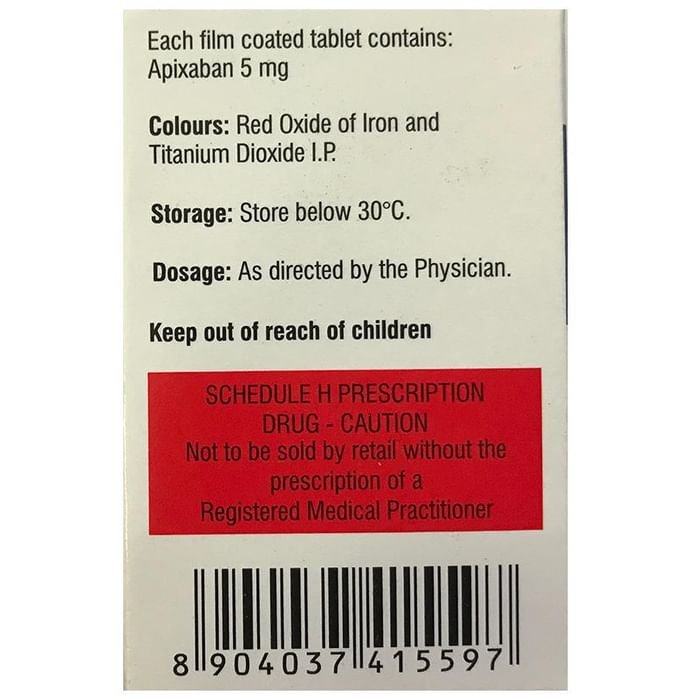 Each film coated tablet contains:
Apixaban 5 mg
Colours: Red Oxide of Iron and
Titanium Dioxide I.P.
Storage: Store below 30°C.
Dosage: As directed by the Physician.
Keep out of reach of children
SCHEDULE H PRESCRIPTION
DRUG - CAUTION
Not to be sold by retail without the
prescription of a
Registered Medical Practitioner
8 904037 415597